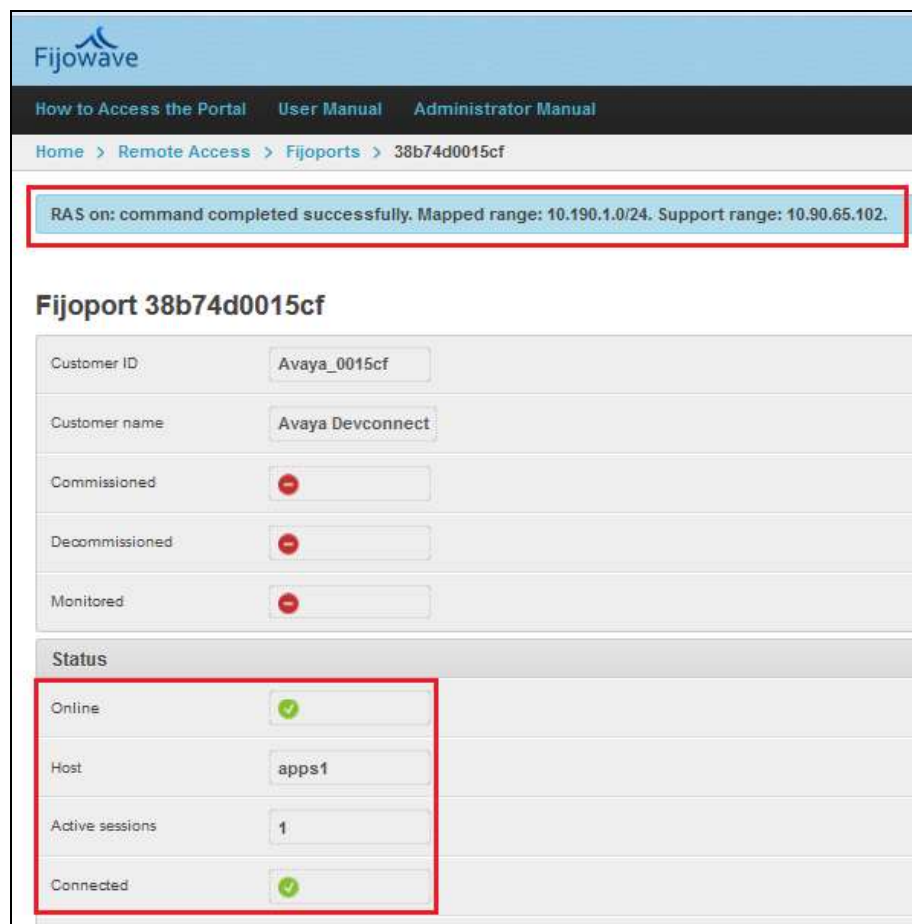 Fijowave
How to Access the Portal User Manual Administrator Manual
Home > Remote Access > Fijoports > 38b74d0015cf
RAS on: command completed successfully. Mapped range: 10.190.1.0/24. Support range: 10.90.65.102.
Fijoport 38b74d0015cf
Customer ID Avaya_0015cf
Customer name Avaya Devconnect
Commissioned
Decommissioned
Monitored
Status
Online
Host apps1
Active sessions 1
Connected